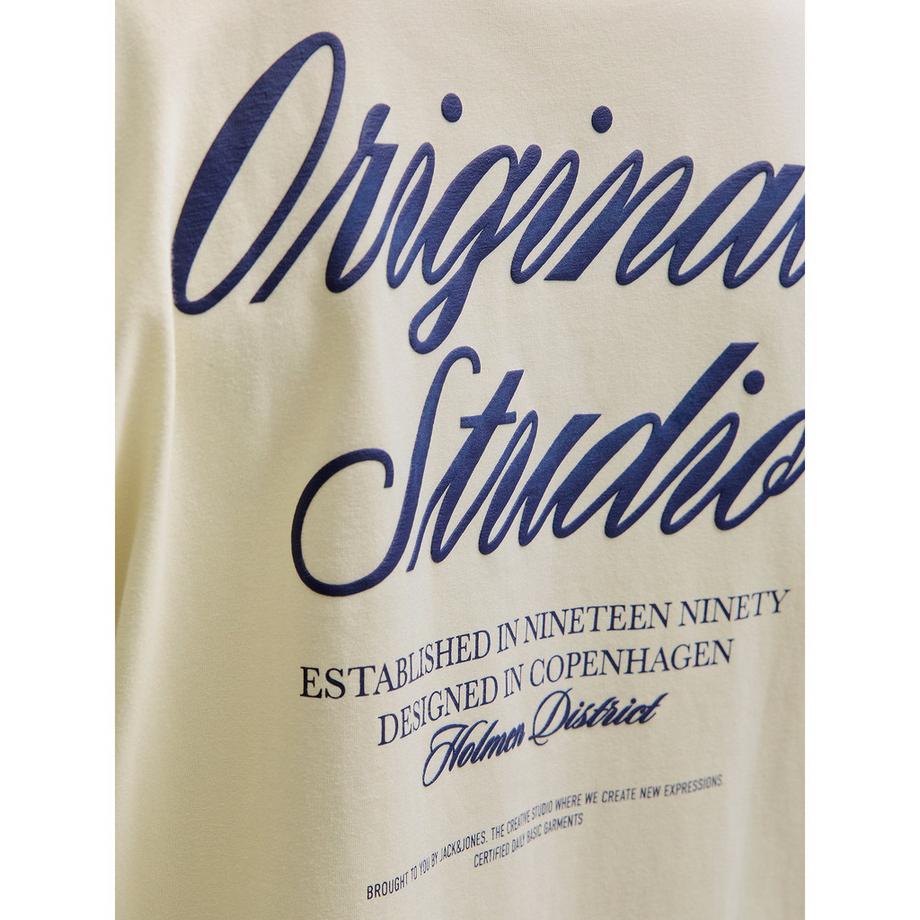 Original
Studio
ESTABLISHED IN NINETEEN NINETY
DESIGNED IN COPENHAGEN
Holmen District
BROUGHT TO YOU BY JACK&JONES. THE CREATIVE STUDIO WHERE WE CREATE NEW EXPRESSIONS.
CERTIFIED DAILY BASIC GARMENTS